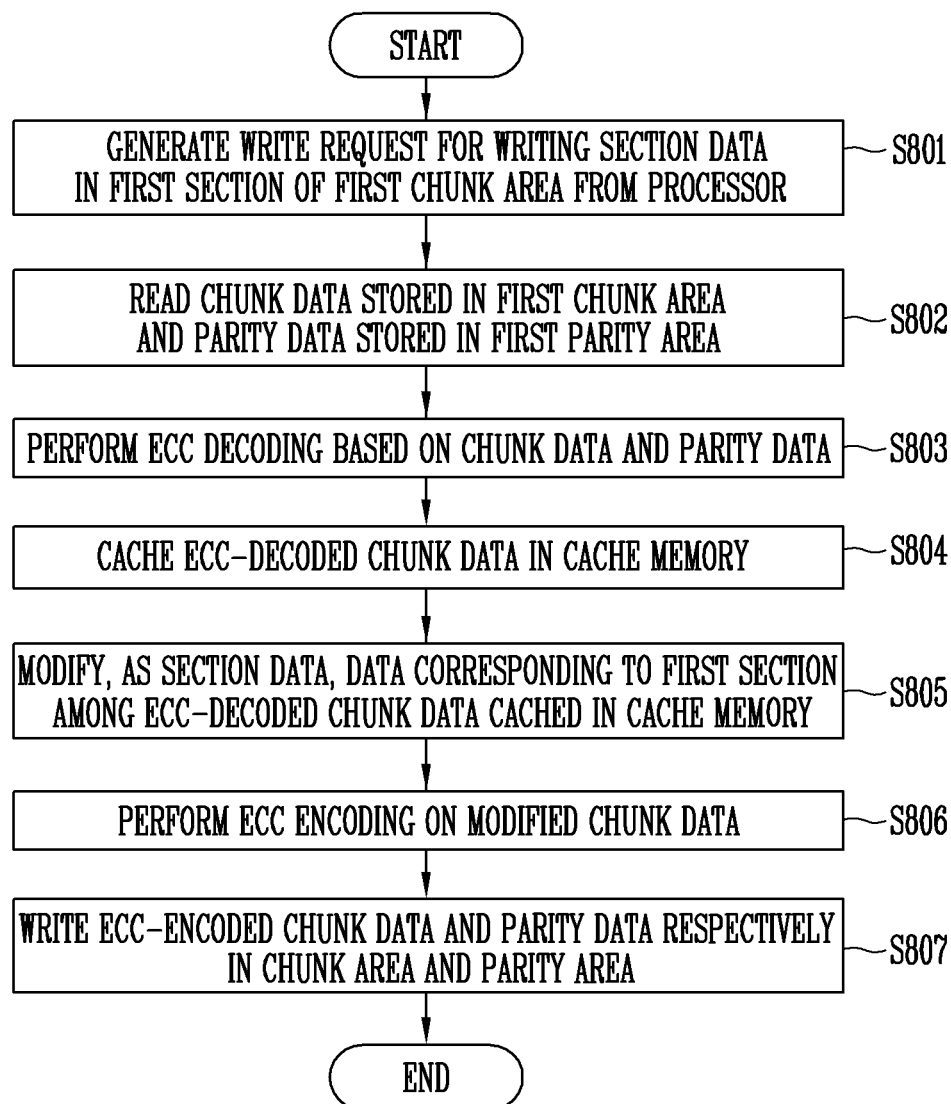 START
GENERATE WRITE REQUEST FOR WRITING SECTION DATA
IN FIRST SECTION OF FIRST CHUNK AREA FROM PROCESSOR
S801
READ CHUNK DATA STORED IN FIRST CHUNK AREA
AND PARITY DATA STORED IN FIRST PARITY AREA
S802
PERFORM ECC DECODING BASED ON CHUNK DATA AND PARITY DATA
S803
CACHE ECC-DECODED CHUNK DATA IN CACHE MEMORY
S804
MODIFY, AS SECTION DATA, DATA CORRESPONDING TO FIRST SECTION
AMONG ECC-DECODED CHUNK DATA CACHED IN CACHE MEMORY
S805
PERFORM ECC ENCODING ON MODIFIED CHUNK DATA
S806
WRITE ECC-ENCODED CHUNK DATA AND PARITY DATA RESPECTIVELY
IN CHUNK AREA AND PARITY AREA
S807
END